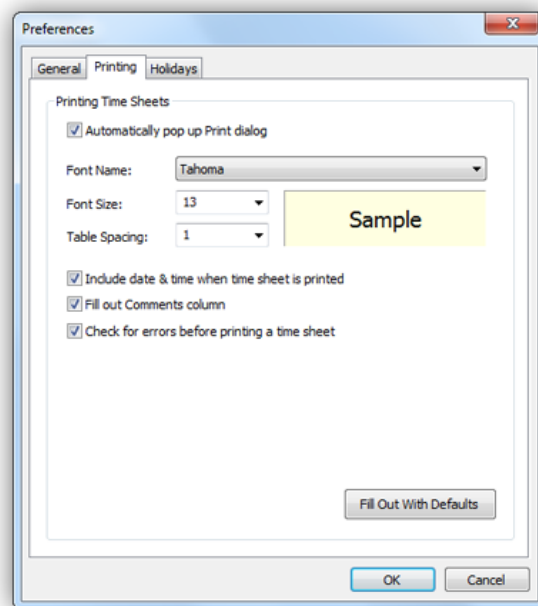 Preferences
General Printing Holidays
Printing Time Sheets
Automatically pop up Print dialog
Font Name: Tahoma
Font Size: 13
Sample
Table Spacing: 1
Include date & time when time sheet is printed
Fill out Comments column
Check for errors before printing a time sheet
Fill Out With Defaults
OK Cancel